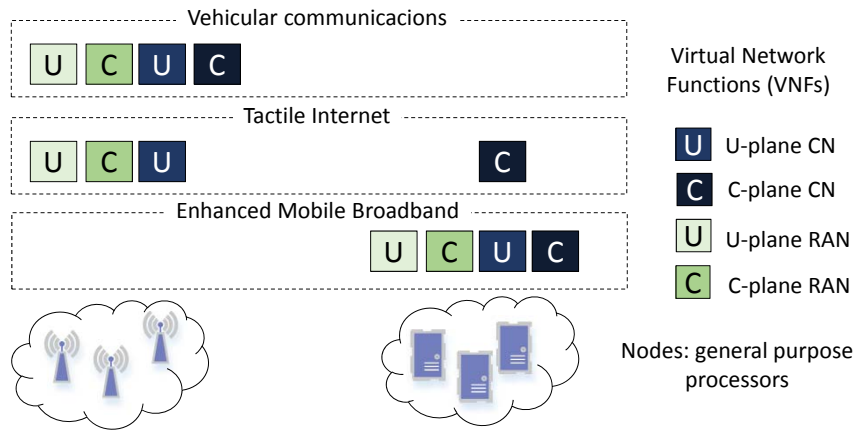 Vehicular communicacions
U C U C
Tactile Internet
U C U C
Enhanced Mobile Broadband
U C U C
Virtual Network
Functions (VNFs)
U U-plane CN
C C-plane CN
U U-plane RAN
C C-plane RAN
Nodes: general purpose
processors